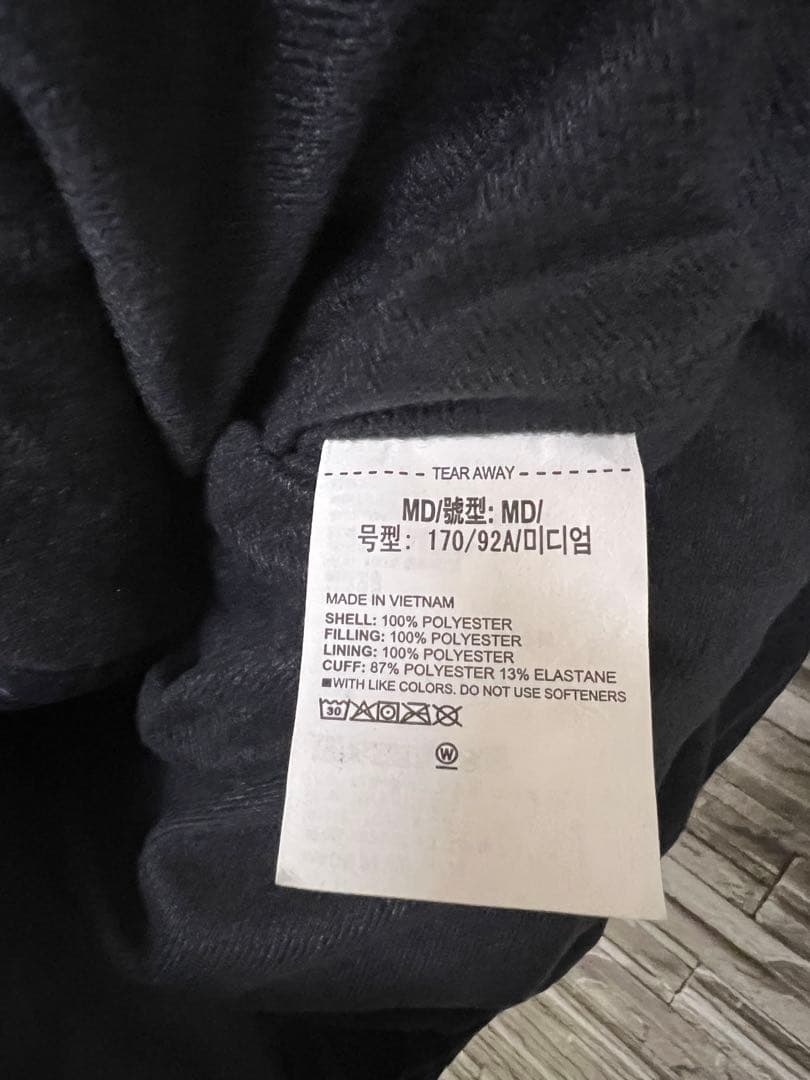 TEAR AWAY
MD/號型: MD/
号型: 170/92A/미디엄
MADE IN VIETNAM
SHELL: 100% POLYESTER
FILLING: 100% POLYESTER
LINING: 100% POLYESTER
CUFF: 87% POLYESTER 13% ELASTANE
■WITH LIKE COLORS. DO NOT USE SOFTENERS
30
W